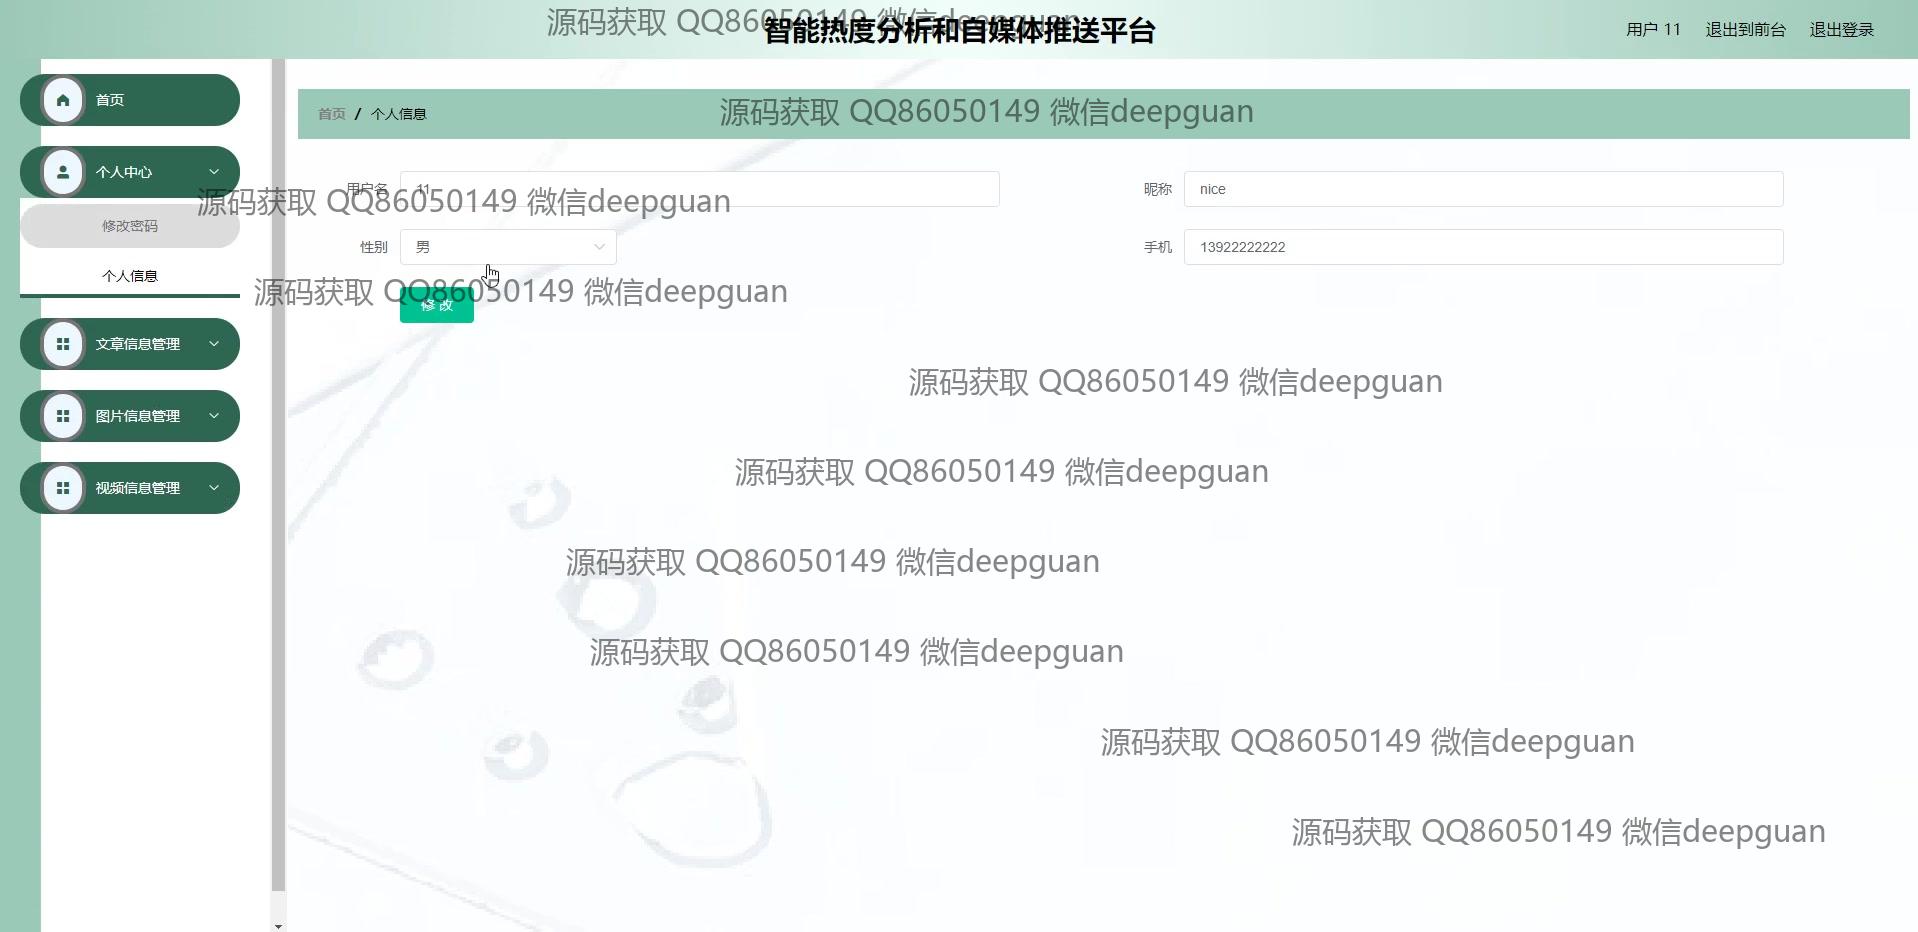 源码获取 QQ86050149 微信deepguan
智能热度分析和自媒体推送平台
用户 11 退出到前台 退出登录
首页
首页 / 个人信息
源码获取 QQ86050149 微信deepguan
个人中心
用户名 11
昵称 nice
源码获取 QQ86050149 微信deepguan
修改密码
性别 男
手机 13922222222
个人信息
源码获取 QQ86050149 微信deepguan
修改
文章信息管理
源码获取 QQ86050149 微信deepguan
图片信息管理
源码获取 QQ86050149 微信deepguan
视频信息管理
源码获取 QQ86050149 微信deepguan
源码获取 QQ86050149 微信deepguan
源码获取 QQ86050149 微信deepguan
源码获取 QQ86050149 微信deepguan